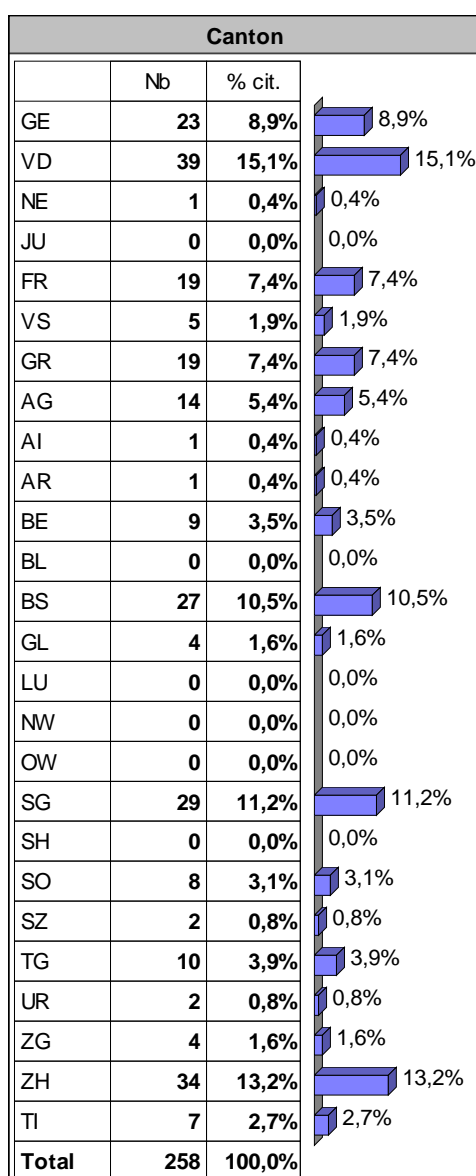 Canton
Nb % cit.
GE 23 8,9% 8,9%
VD 39 15,1% 15,1%
NE 1 0,4% 0,4%
JU 0 0,0% 0,0%
FR 19 7,4% 7,4%
VS 5 1,9% 1,9%
GR 19 7,4% 7,4%
AG 14 5,4% 5,4%
AI 1 0,4% 0,4%
AR 1 0,4% 0,4%
BE 9 3,5% 3,5%
BL 0 0,0% 0,0%
BS 27 10,5% 10,5%
GL 4 1,6% 1,6%
LU 0 0,0% 0,0%
NW 0 0,0% 0,0%
OW 0 0,0% 0,0%
SG 29 11,2% 11,2%
SH 0 0,0% 0,0%
SO 8 3,1% 3,1%
SZ 2 0,8% 0,8%
TG 10 3,9% 3,9%
UR 2 0,8% 0,8%
ZG 4 1,6% 1,6%
ZH 34 13,2% 13,2%
TI 7 2,7% 2,7%
Total 258 100,0%